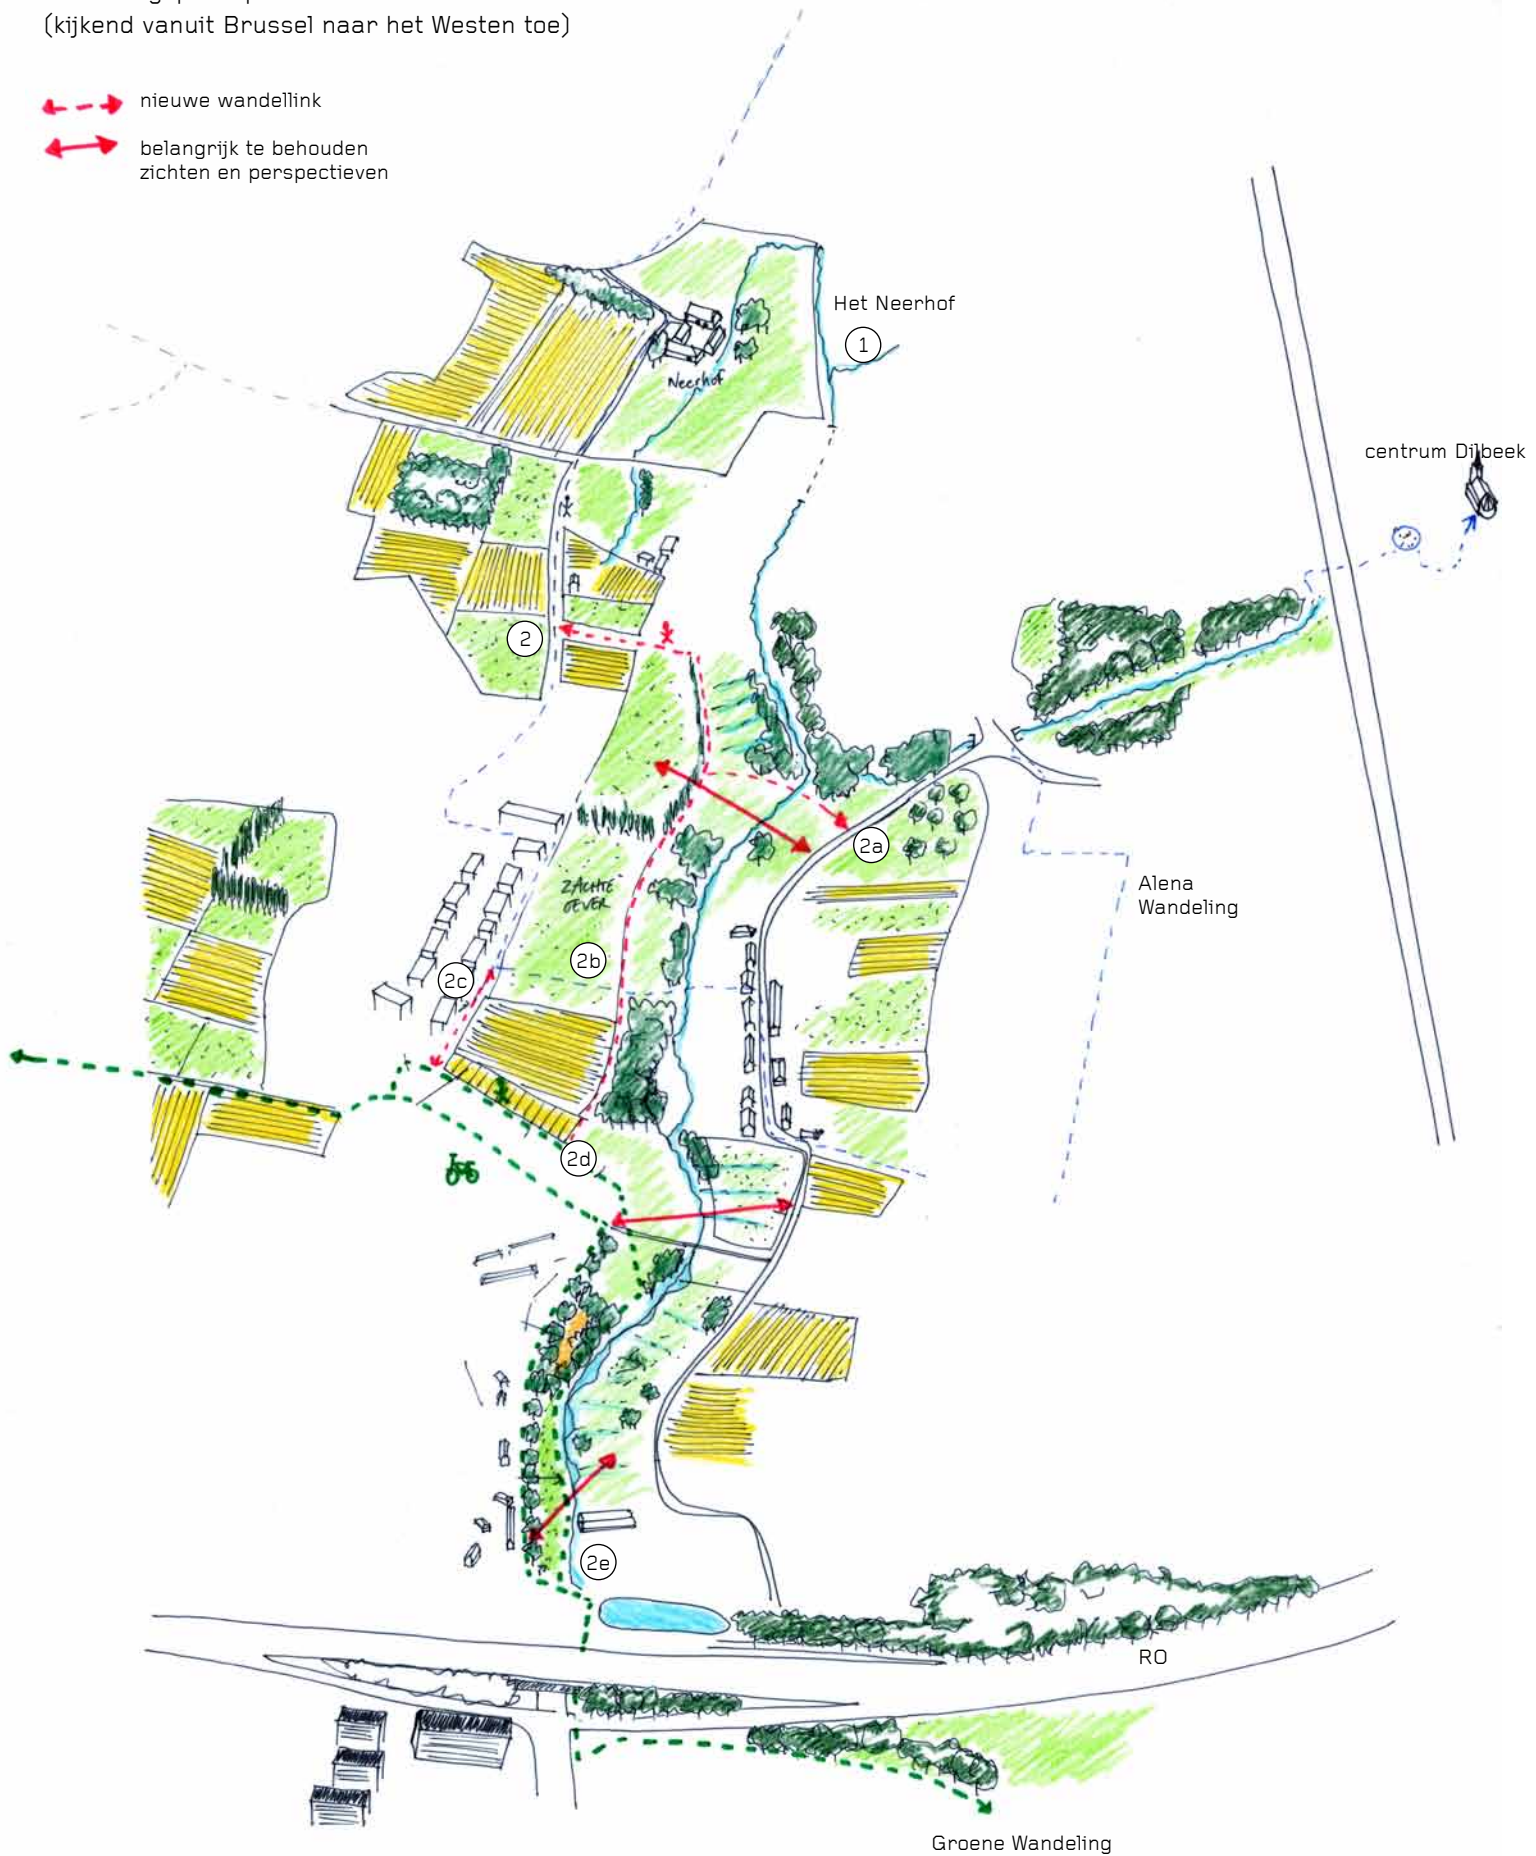 (kijkend vanuit Brussel naar het Westen toe)
nieuwe wandellink
belangrijk te behouden
zichten en perspectieven
Het Neerhof
1
Neerhof
centrum Dilbeek
2
2a
Alena
Wandeling
ZACHTE
OEVER
2b
2c
2d
2e
RO
Groene Wandeling